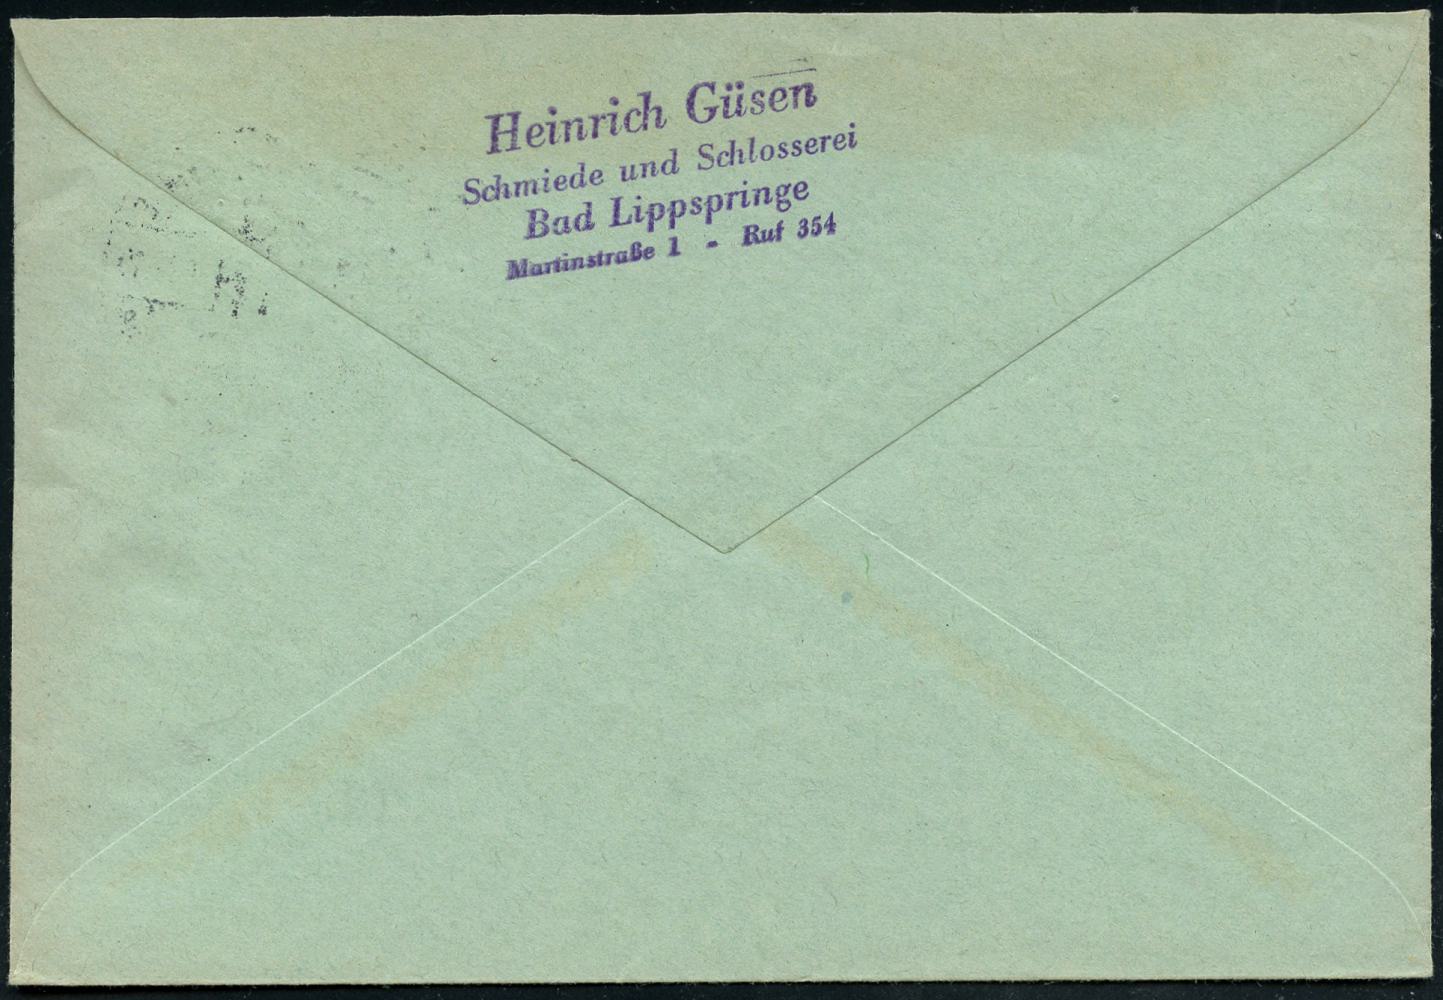 Heinrich Güsen
Schmiede und Schlosserei
Bad Lippspringe
Martinstraße 1 - Ruf 354